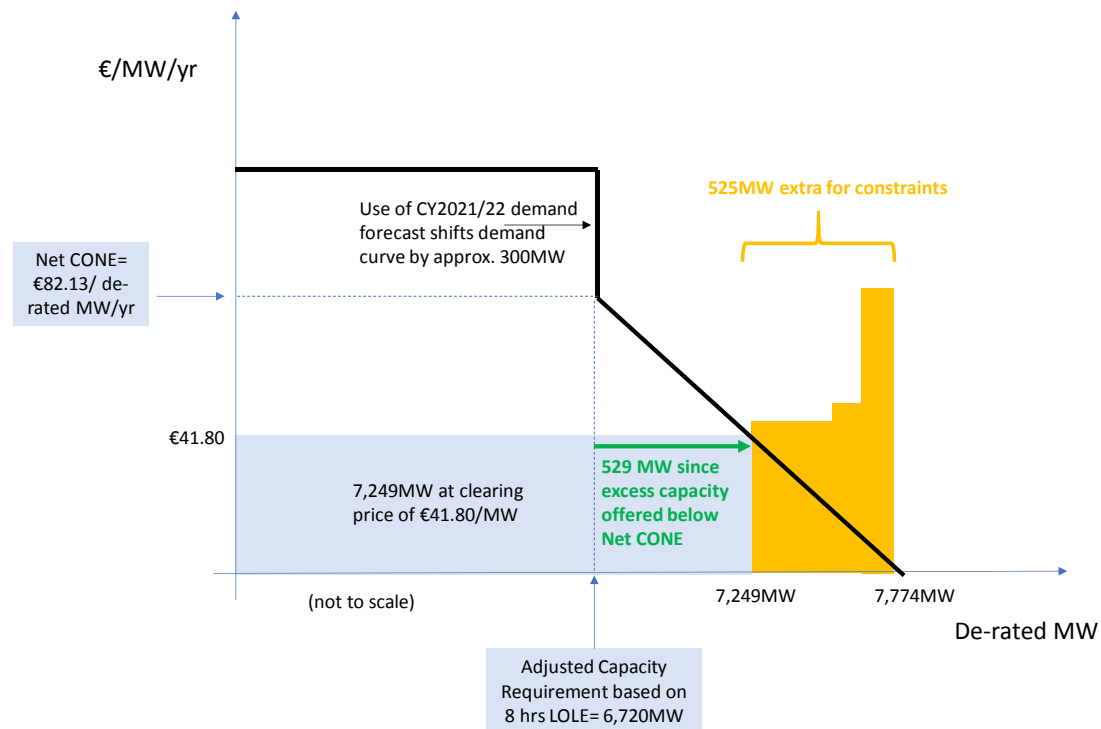 €/MW/yr
525MW extra for constraints
Use of CY2021/22 demand
forecast shifts demand
curve by approx. 300MW
Net CONE=
€82.13/ de-
rated MW/yr
€41.80
7,249MW at clearing
price of €41.80/MW
529 MW since
excess capacity
offered below
Net CONE
(not to scale)
7,249MW
7,774MW
De-rated MW
Adjusted Capacity
Requirement based on
8 hrs LOLE= 6,720MW